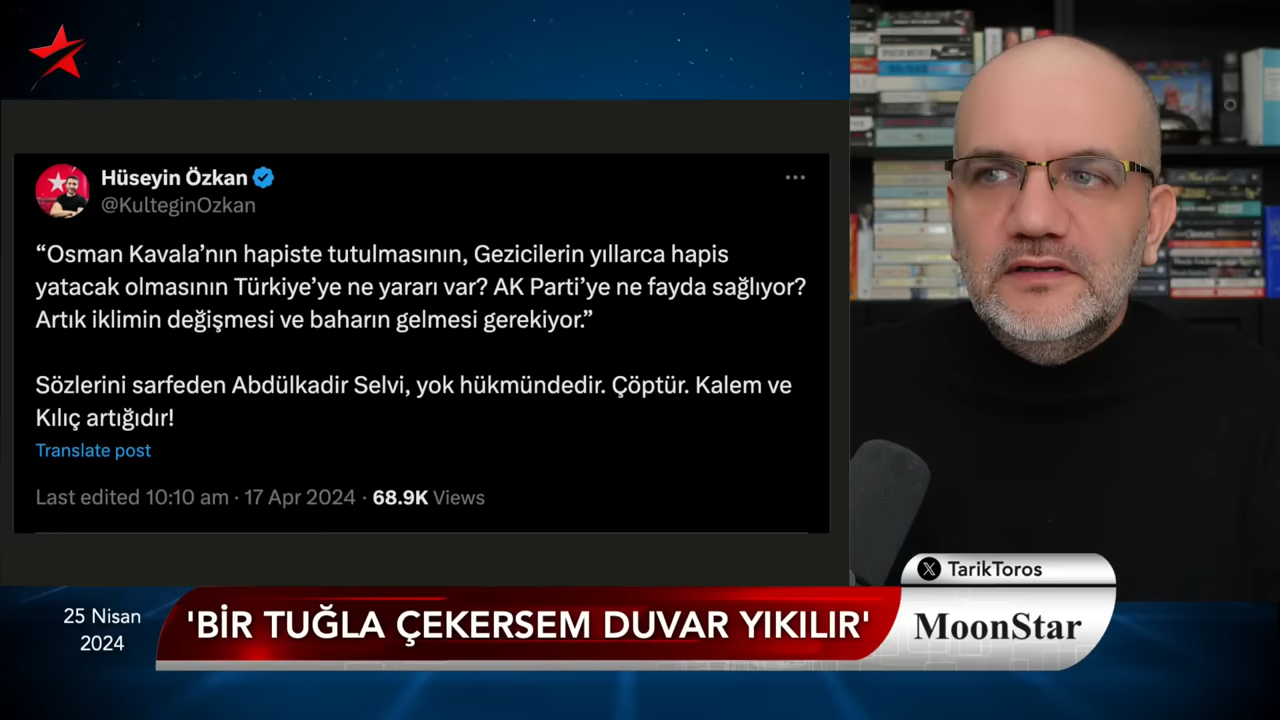 Hüseyin Özkan
@KulteginOzkan
“Osman Kavala’nın hapiste tutulmasının, Gezicilerin yıllarca hapis
yatacak olmasının Türkiye’ye ne yararı var? AK Parti’ye ne fayda sağlıyor?
Artık iklimin değişmesi ve baharın gelmesi gerekiyor.”
Sözlerini sarfeden Abdülkadir Selvi, yok hükmündedir. Çöptür. Kalem ve
Kılıç artığıdır!
Translate post
Last edited 10:10 am · 17 Apr 2024 · 68.9K Views
TarikToros
MoonStar
25 Nisan
2024
'BİR TUĞLA ÇEKERSEM DUVAR YIKILIR'